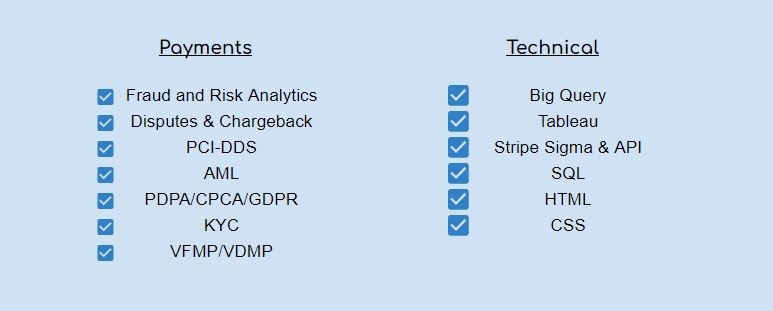 Payments
Fraud and Risk Analytics
Disputes & Chargeback
PCI-DDS
AML
PDPA/CPCA/GDPR
KYC
VFMP/VDMP
Technical
Big Query
Tableau
Stripe Sigma & API
SQL
HTML
CSS